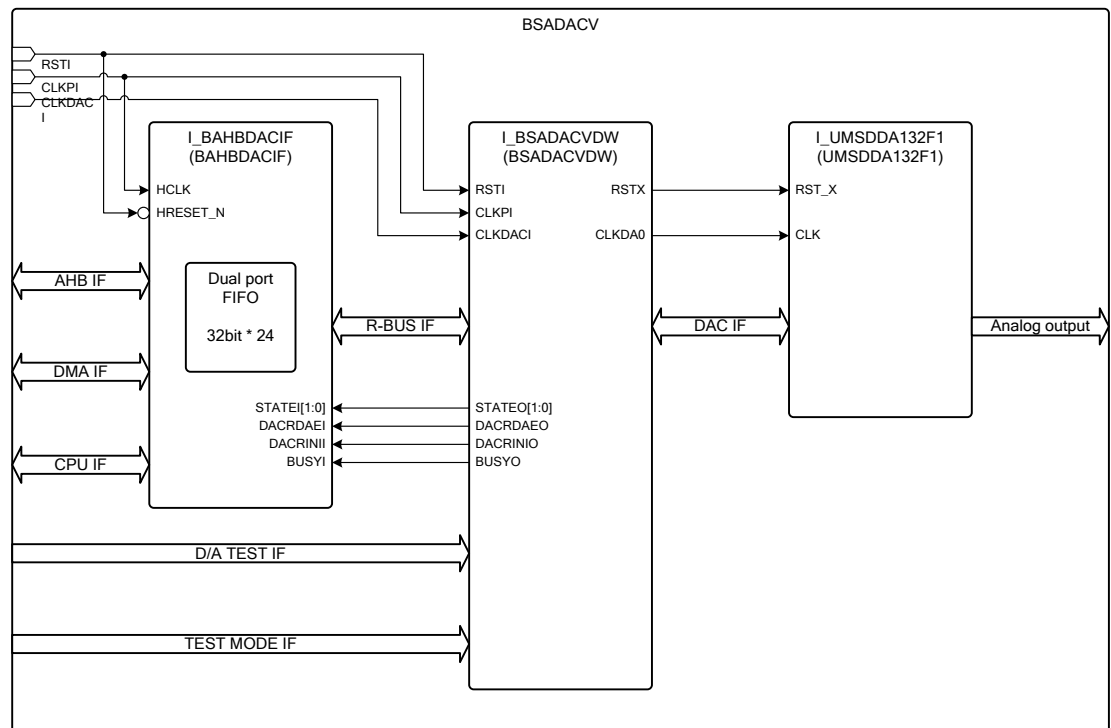 BSADACV
RSTI
CLKPI
CLKDAC
I
I_BAHBDACIF
(BAHBDACIF)
HCLK
HRESET_N
Dual port
FIFO
32bit * 24
STATEI[1:0]
DACRDAEI
DACRINII
BUSYI
AHB IF
DMA IF
CPU IF
D/A TEST IF
TEST MODE IF
R-BUS IF
I_BSADACVDW
(BSADACVDW)
RSTI
CLKPI
CLKDACI
RSTX
CLKDA0
STATEO[1:0]
DACRDAEO
DACRINIO
BUSYO
DAC IF
I_UMSDDA132F1
(UMSDDA132F1)
RST_X
CLK
Analog output